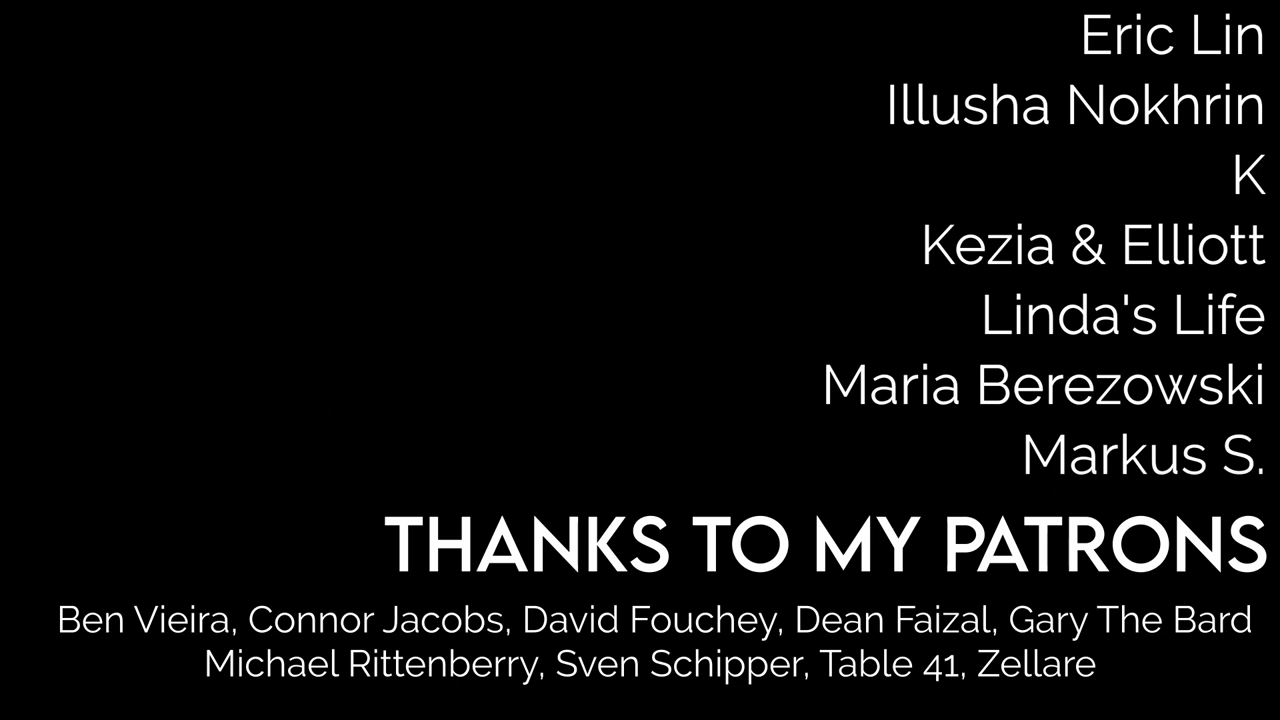 Eric Lin
Illusha Nokhrin
K
Kezia & Elliott
Linda's Life
Maria Berezowski
Markus S.
THANKS TO MY PATRONS
Ben Vieira, Connor Jacobs, David Fouchey, Dean Faizal, Gary The Bard
Michael Rittenberry, Sven Schipper, Table 41, Zellare